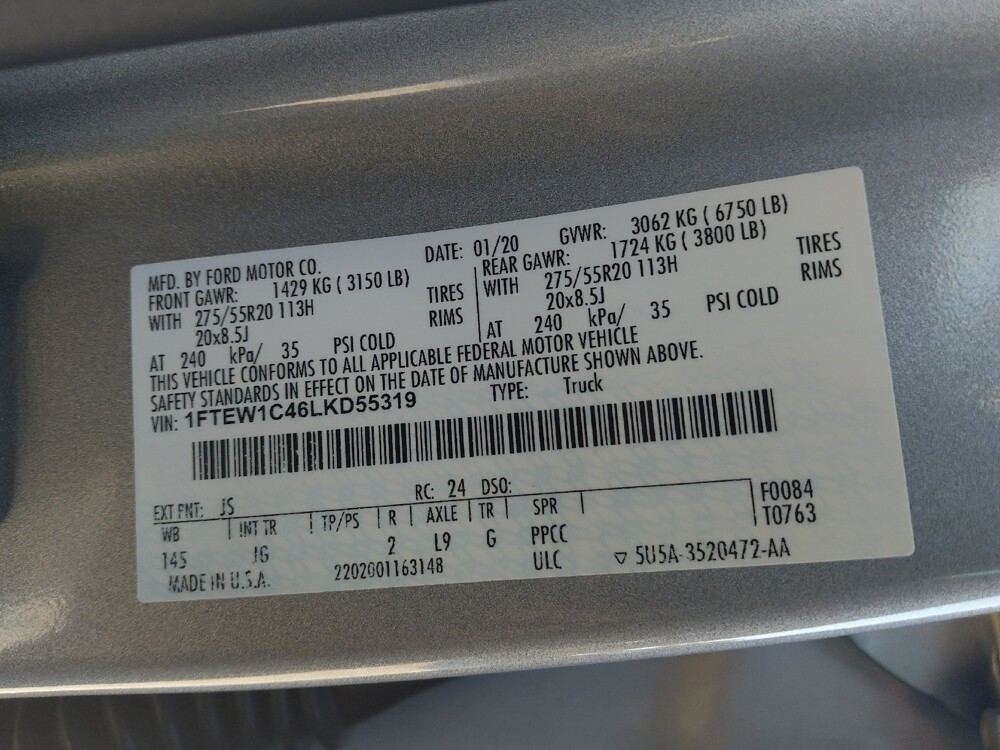 MFD. BY FORD MOTOR CO. DATE: 01/20 GVWR: 3062 KG ( 6750 LB)
FRONT GAWR: 1429 KG ( 3150 LB) REAR GAWR: 1724 KG ( 3800 LB)
WITH 275/55R20 113H TIRES WITH 275/55R20 113H TIRES
20x8.5J RIMS 20x8.5J RIMS
AT 240 kPa/ 35 PSI COLD AT 240 kPa/ 35 PSI COLD
THIS VEHICLE CONFORMS TO ALL APPLICABLE FEDERAL MOTOR VEHICLE
SAFETY STANDARDS IN EFFECT ON THE DATE OF MANUFACTURE SHOWN ABOVE.
VIN: 1FTEW1C46LKD55319 TYPE: Truck
EXT PNT: JS RC: 24 DSO: F0084
WB INT TR TP/PS R AXLE TR SPR T0763
145 JG 2 L9 G PPCC
MADE IN U.S.A. 2202001163148 ULC ▽ 5U5A-3520472-AA